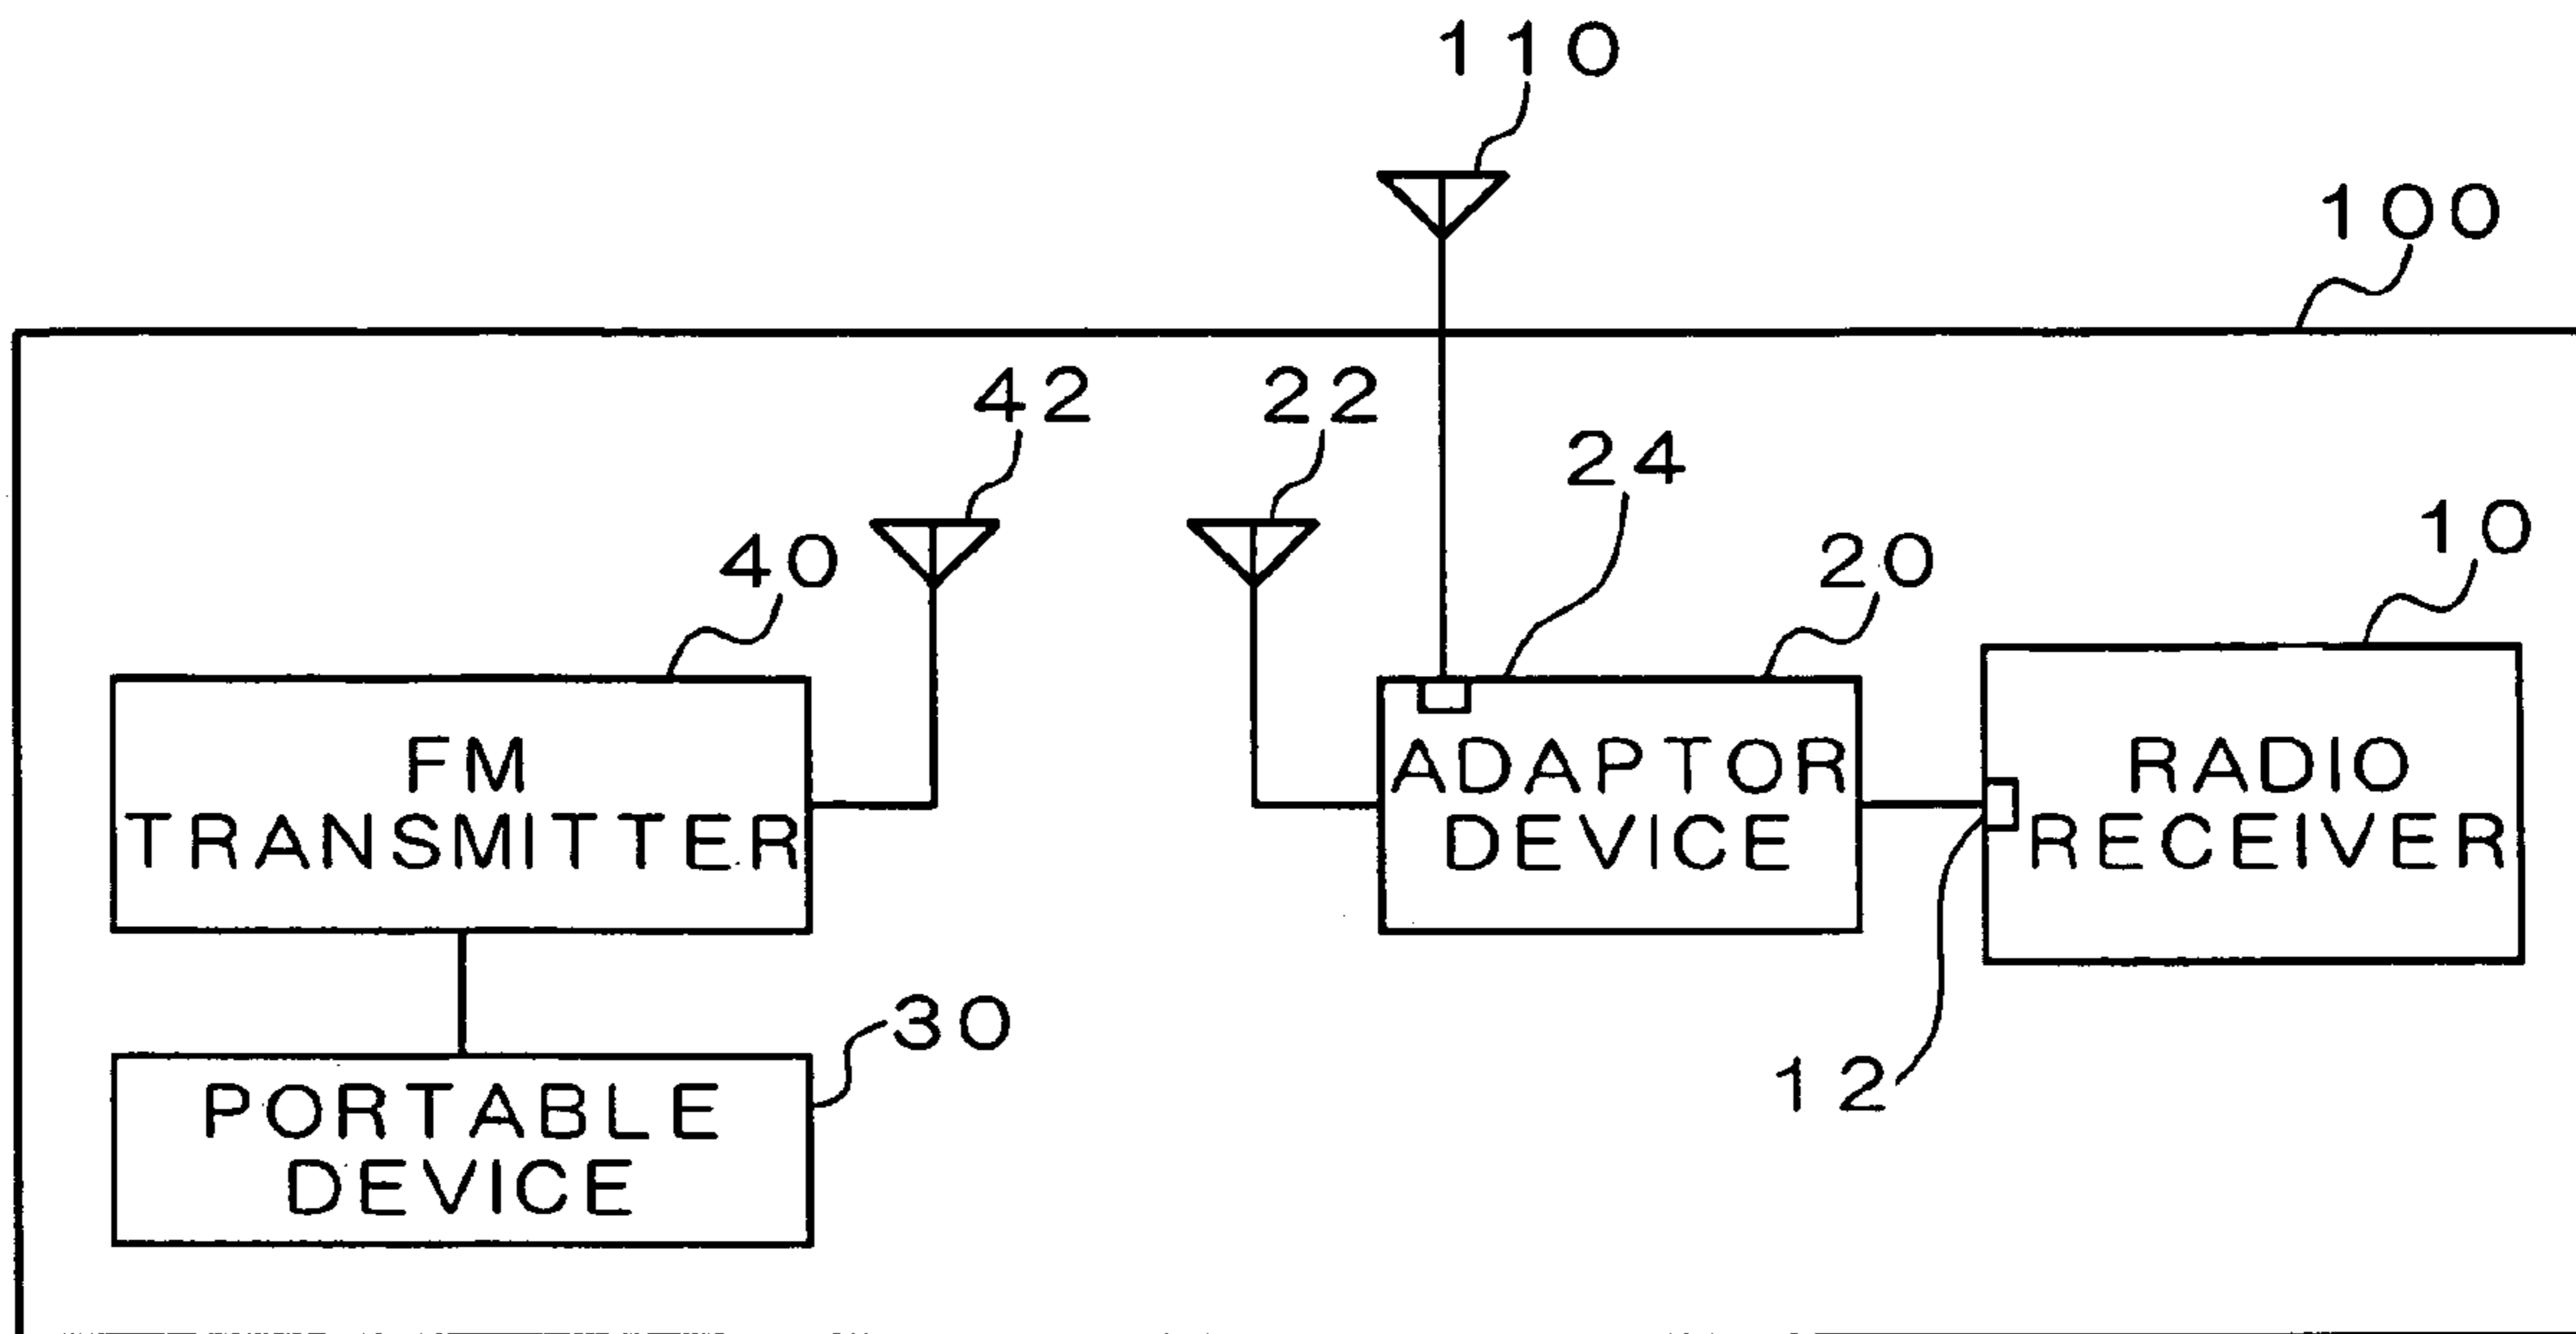 110
100
42
22
24
40
20
10
FM
TRANSMITTER
ADAPTOR
DEVICE
RADIO
RECEIVER
30
12
PORTABLE
DEVICE